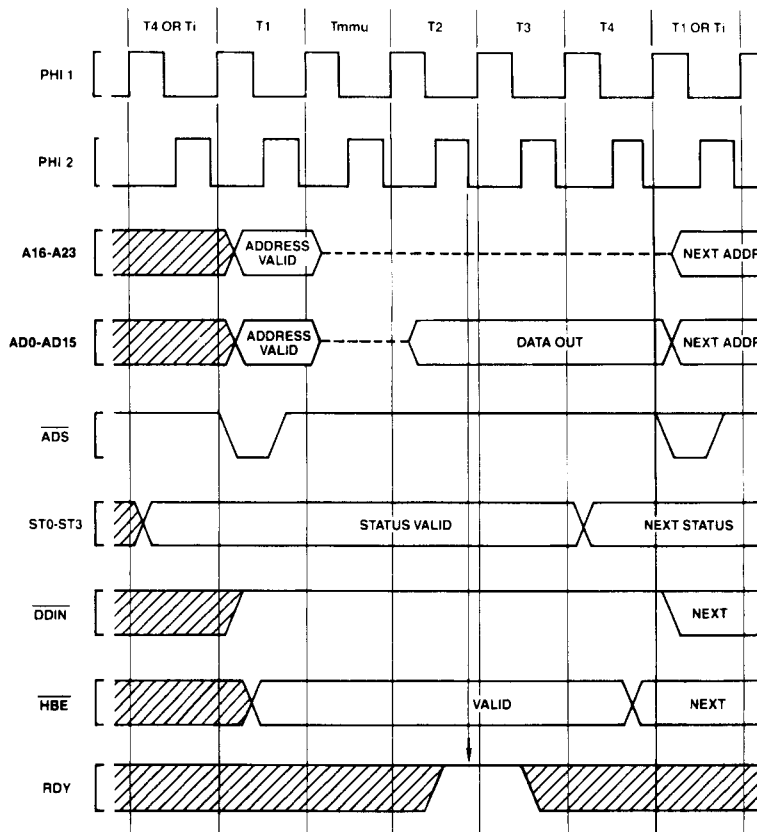 T4 OR Ti T1 Tmmu T2 T3 T4 T1 OR Ti
PHI 1
PHI 2
A16-A23 ADDRESS VALID NEXT ADDR
AD0-AD15 ADDRESS VALID DATA OUT NEXT ADDR
ADS
ST0-ST3 STATUS VALID NEXT STATUS
DDIN NEXT
HBE VALID NEXT
RDY